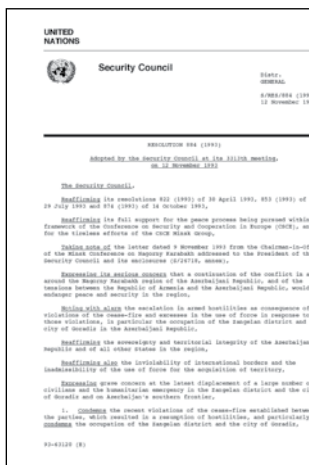 UNITED
NATIONS
Security Council
Distr.
GENERAL
S/RES/884 (199
12 November 19
RESOLUTION 884 (1993)
Adopted by the Security Council at its 3313th meeting,
on 12 November 1993
The Security Council,
Reaffirming its resolutions 822 (1993) of 30 April 1993, 853 (1993) of
29 July 1993 and 874 (1993) of 14 October 1993,
Reaffirming its full support for the peace process being pursued within
framework of the Conference on Security and Cooperation in Europe (CSCE), an
for the tireless efforts of the CSCE Minsk Group,
Taking note of the letter dated 9 November 1993 from the Chairman-in-Of
of the Minsk Conference on Nagorny Karabakh addressed to the President of th
Security Council and its enclosures (S/26718, annex),
Expressing its serious concern that a continuation of the conflict in a
around the Nagorny Karabakh region of the Azerbaijani Republic, and of the
tensions between the Republic of Armenia and the Azerbaijani Republic, would
endanger peace and security in the region,
Noting with alarm the escalation in armed hostilities as consequence of
violations of the cease-fire and excesses in the use of force in response to
those violations, in particular the occupation of the Zangelan district and
city of Goradiz in the Azerbaijani Republic,
Reaffirming the sovereignty and territorial integrity of the Azerbaijan
Republic and of all other States in the region,
Reaffirming also the inviolability of international borders and the
inadmissibility of the use of force for the acquisition of territory,
Expressing grave concern at the latest displacement of a large number o
civilians and the humanitarian emergency in the Zangelan district and the ci
of Goradiz and on Azerbaijan's southern frontier,
1. Condemns the recent violations of the cease-fire established betwee
the parties, which resulted in a resumption of hostilities, and particularly
condemns the occupation of the Zangelan district and the city of Goradiz,
93-63120 (E)